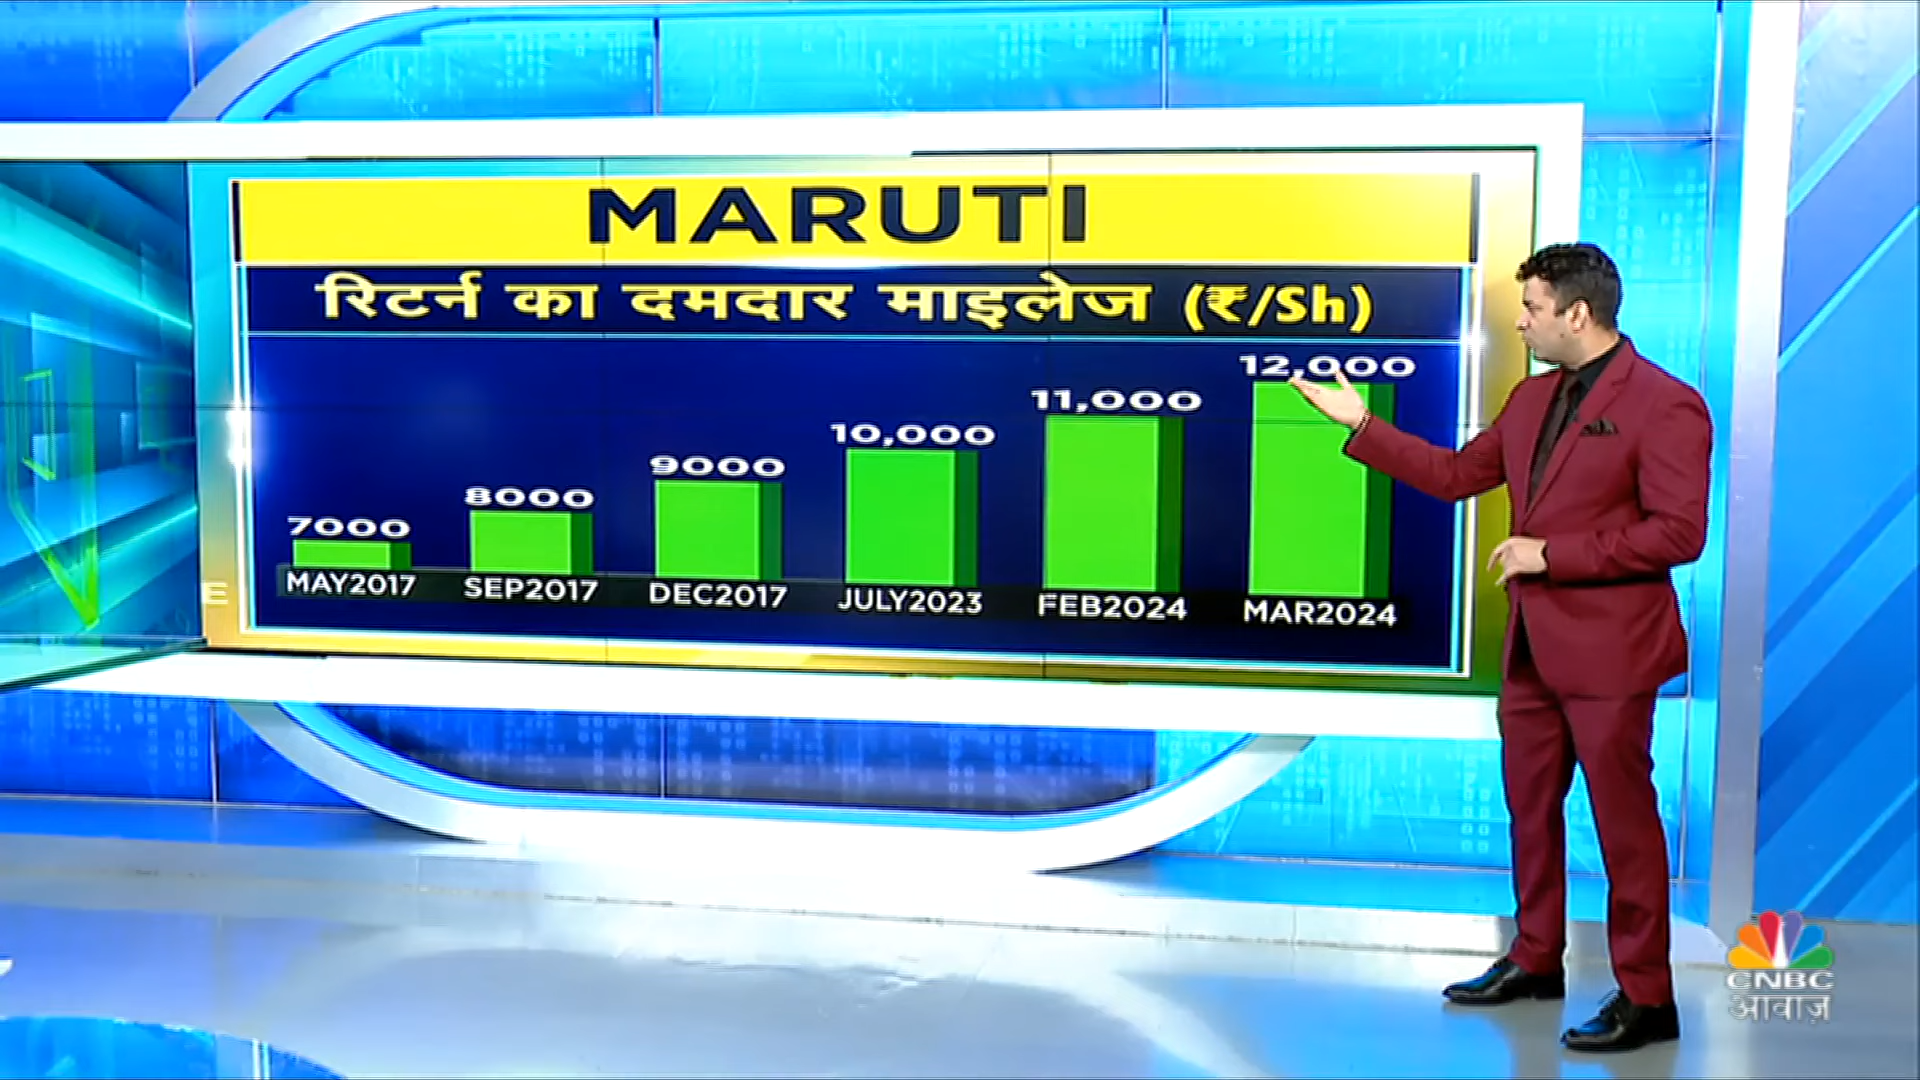 MARUTI
रिटर्न का दमदार माइलेज (₹/Sh)
7000 8000 9000 10,000 11,000 12,000
MAY2017 SEP2017 DEC2017 JULY2023 FEB2024 MAR2024
E
CNBC
आवाज़